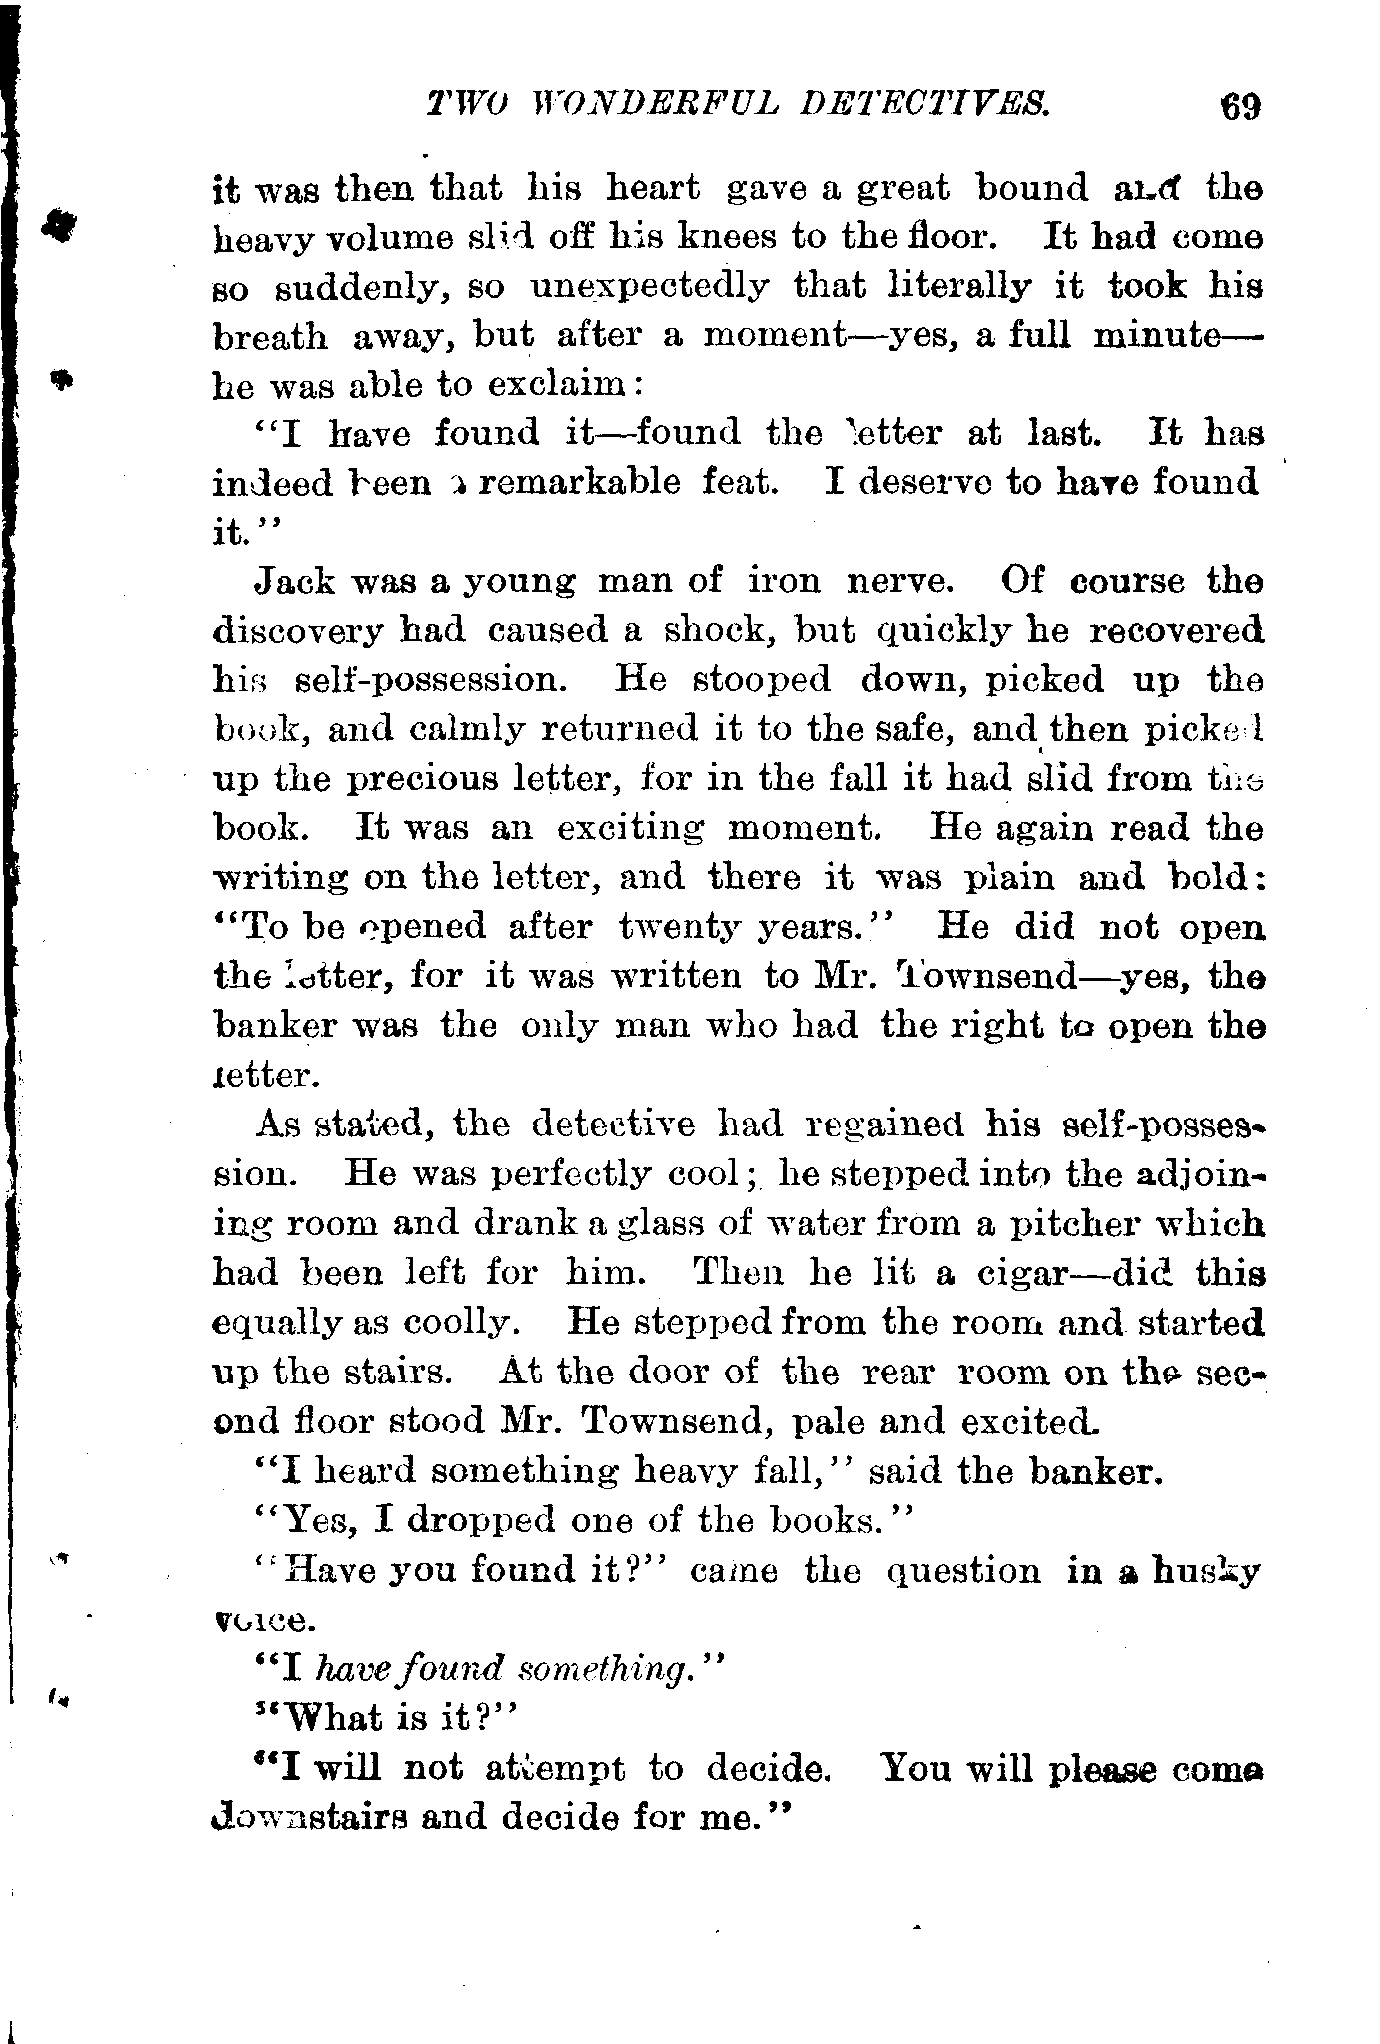 TWO WONDERFUL DETECTIVES. 69
it was then that his heart gave a great bound and the
heavy volume slid off his knees to the floor. It had come
so suddenly, so unexpectedly that literally it took his
breath away, but after a moment—yes, a full minute—
he was able to exclaim:
"I have found it—found the letter at last. It has
indeed been a remarkable feat. I deserve to have found
it."
Jack was a young man of iron nerve. Of course the
discovery had caused a shock, but quickly he recovered
his self-possession. He stooped down, picked up the
book, and calmly returned it to the safe, and then picked
up the precious letter, for in the fall it had slid from the
book. It was an exciting moment. He again read the
writing on the letter, and there it was plain and bold:
"To be opened after twenty years." He did not open
the letter, for it was written to Mr. Townsend—yes, the
banker was the only man who had the right to open the
letter.
As stated, the detective had regained his self-posses-
sion. He was perfectly cool; he stepped into the adjoin-
ing room and drank a glass of water from a pitcher which
had been left for him. Then he lit a cigar—did this
equally as coolly. He stepped from the room and started
up the stairs. At the door of the rear room on the sec-
ond floor stood Mr. Townsend, pale and excited.
"I heard something heavy fall," said the banker.
"Yes, I dropped one of the books."
"Have you found it?" came the question in a husky
voice.
"I have found something."
"What is it?"
"I will not attempt to decide. You will please come
downstairs and decide for me."